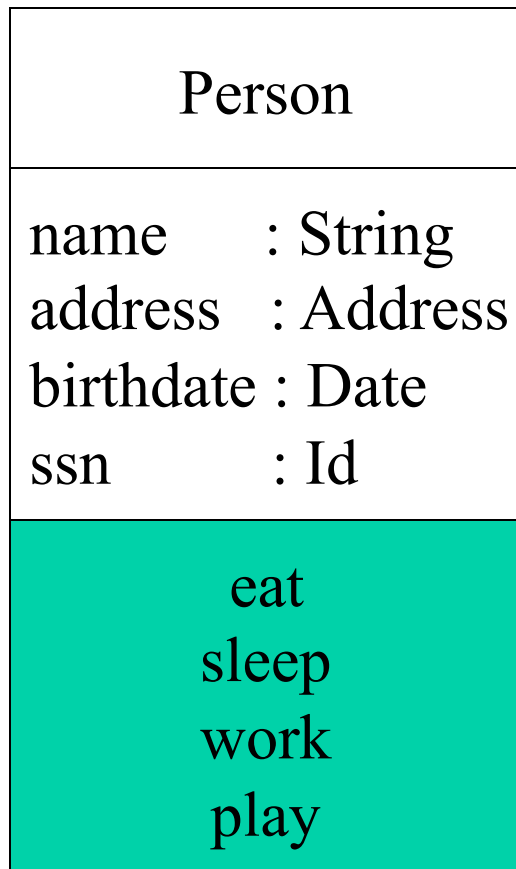 Person
name : String
address : Address
birthdate : Date
ssn : Id
eat
sleep
work
play